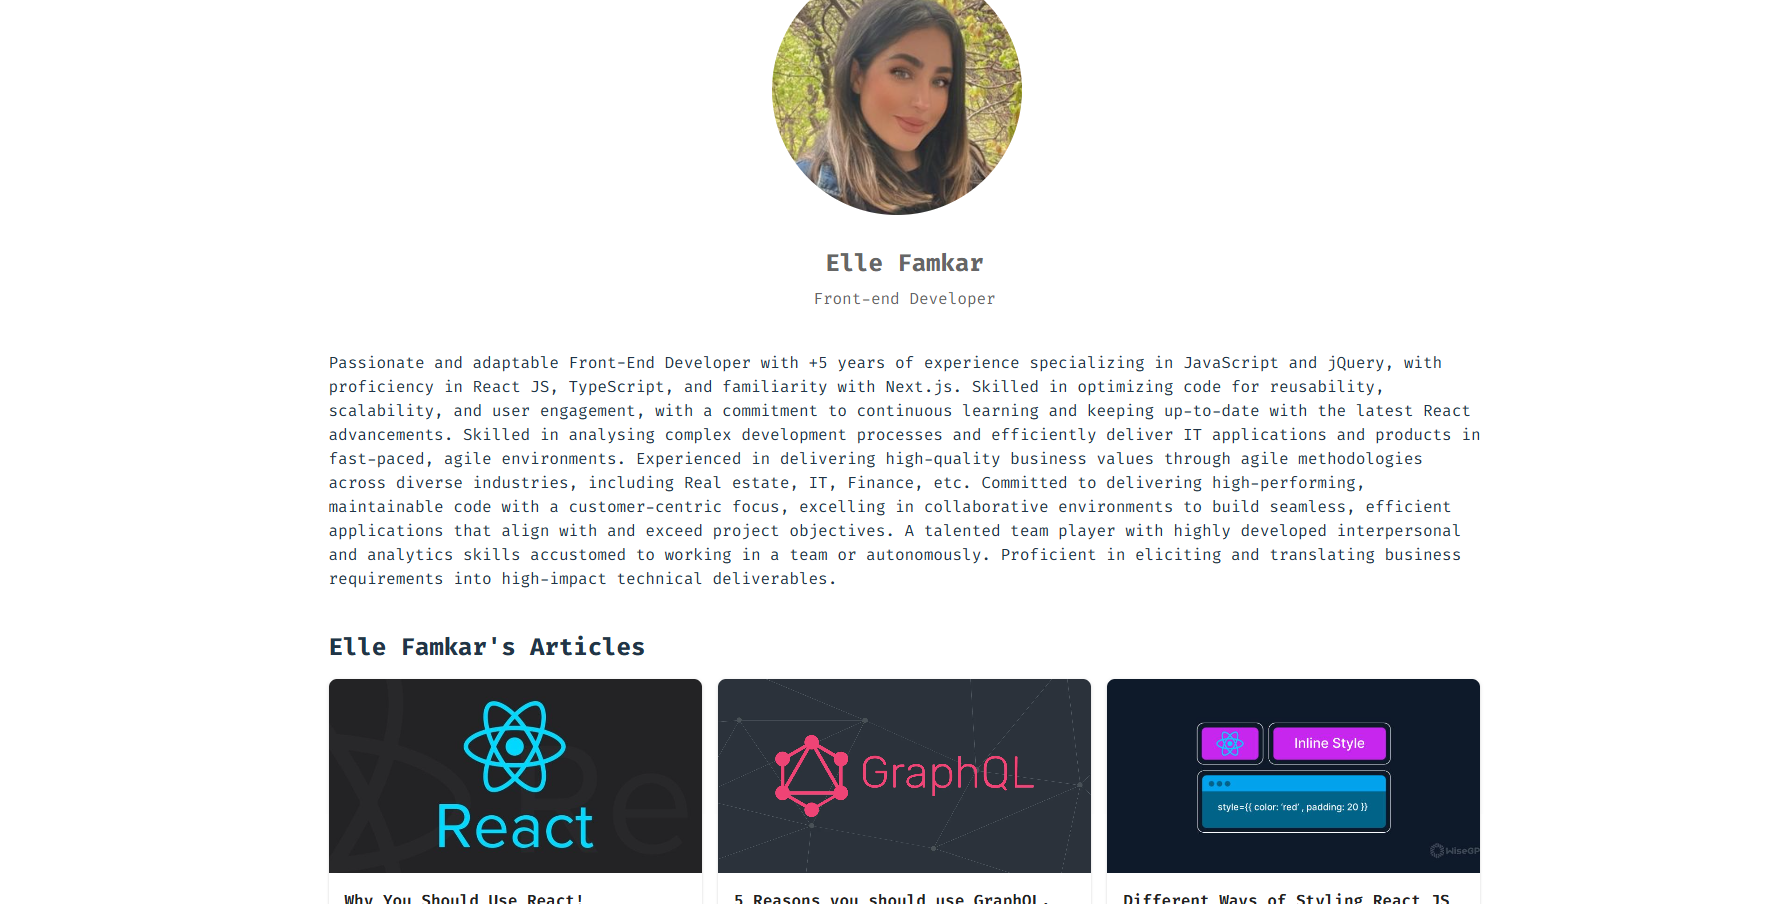 Elle Famkar
Front-end Developer
Passionate and adaptable Front-End Developer with +5 years of experience specializing in JavaScript and jQuery, with
proficiency in React JS, TypeScript, and familiarity with Next.js. Skilled in optimizing code for reusability,
scalability, and user engagement, with a commitment to continuous learning and keeping up-to-date with the latest React
advancements. Skilled in analysing complex development processes and efficiently deliver IT applications and products in
fast-paced, agile environments. Experienced in delivering high-quality business values through agile methodologies
across diverse industries, including Real estate, IT, Finance, etc. Committed to delivering high-performing,
maintainable code with a customer-centric focus, excelling in collaborative environments to build seamless, efficient
applications that align with and exceed project objectives. A talented team player with highly developed interpersonal
and analytics skills accustomed to working in a team or autonomously. Proficient in eliciting and translating business
requirements into high-impact technical deliverables.
Elle Famkar's Articles
Re
React
GraphQL
Inline Style
style={{ color: 'red' , padding: 20 }}
WiseGP
Why You Should Use React!
5 Reasons you should use GraphQL.
Different Ways of Styling React JS